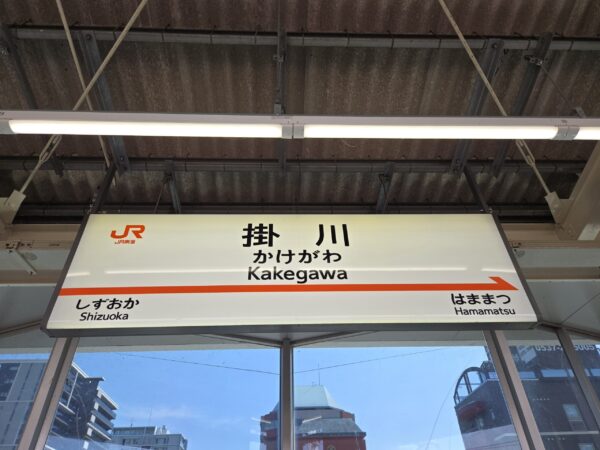 JR
JR東海
掛川
かけがわ
Kakegawa
しずおか
Shizuoka
はままつ
Hamamatsu